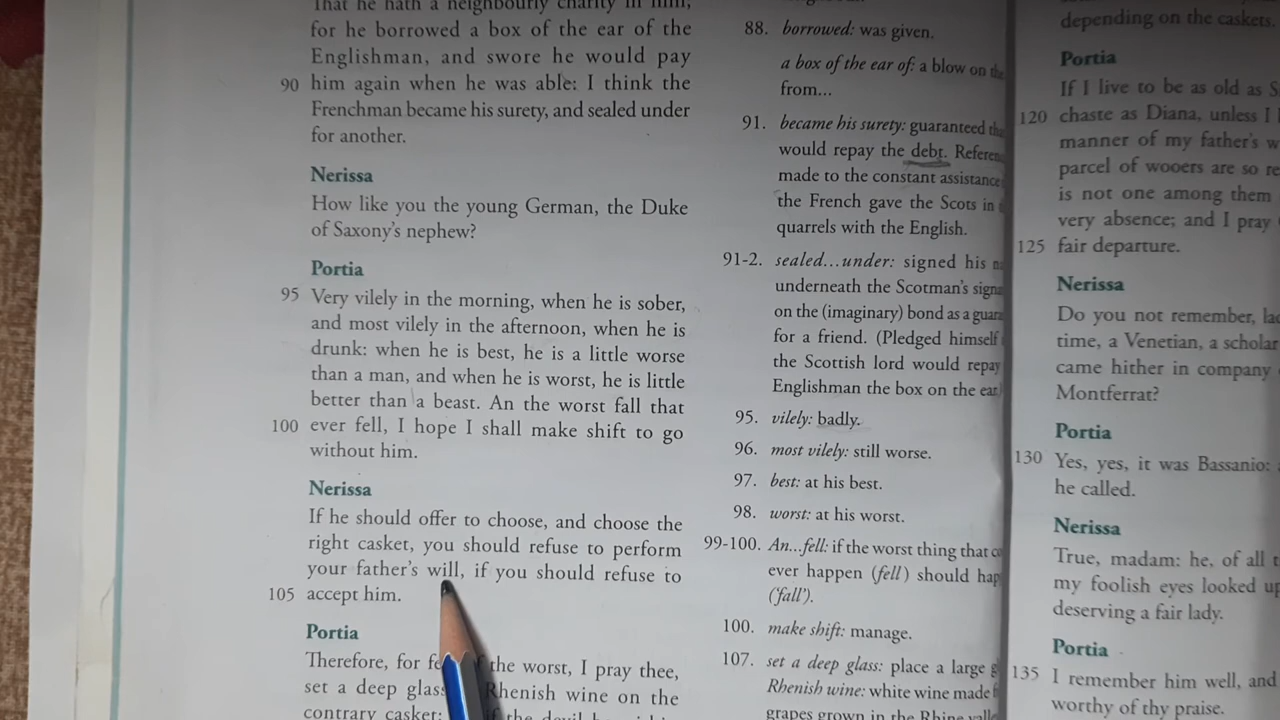 That he hath a neighbourly charity in him,
for he borrowed a box of the ear of the
Englishman, and swore he would pay
90 him again when he was able: I think the
Frenchman became his surety, and sealed under
for another.
Nerissa
How like you the young German, the Duke
of Saxony's nephew?
Portia
95 Very vilely in the morning, when he is sober,
and most vilely in the afternoon, when he is
drunk: when he is best, he is a little worse
than a man, and when he is worst, he is little
better than a beast. An the worst fall that
100 ever fell, I hope I shall make shift to go
without him.
Nerissa
If he should offer to choose, and choose the
right casket, you should refuse to perform
your father's will, if you should refuse to
105 accept him.
Portia
Therefore, for the worst, I pray thee,
set a deep glass Rhenish wine on the
contrary casket:
88. borrowed: was given.
a box of the ear of: a blow on the
from...
91. became his surety: guaranteed
would repay the debt.
made to the constant assistance
the French gave the Scots in
quarrels with the English.
91-2. sealed...under: signed his
underneath the Scotman's
on the (imaginary) bond as a
for a friend. (Pledged himself
the Scottish lord would repay
Englishman the box on the ear
95. vilely: badly.
96. most vilely: still worse.
97. best: at his best.
98. worst: at his worst.
99-100. An...fell: if the worst thing that
ever happen (fell) should
('fall').
100. make shift: manage.
107. set a deep glass: place a large
Rhenish wine: white wine made
grapes grown in the Rhine
depending on the caskets.
Portia
If I live to be as old as
120 chaste as Diana, unless I
manner of my father's
parcel of wooers are so
is not one among them
very absence; and I pray
125 fair departure.
Nerissa
Do you not remember,
time, a Venetian, a scholar
came hither in company
Montferrat?
Portia
130 Yes, yes, it was Bassanio:
he called.
Nerissa
True, madam: he, of all
my foolish eyes looked
deserving a fair lady.
Portia
135 I remember him well, and
worthy of thy praise.